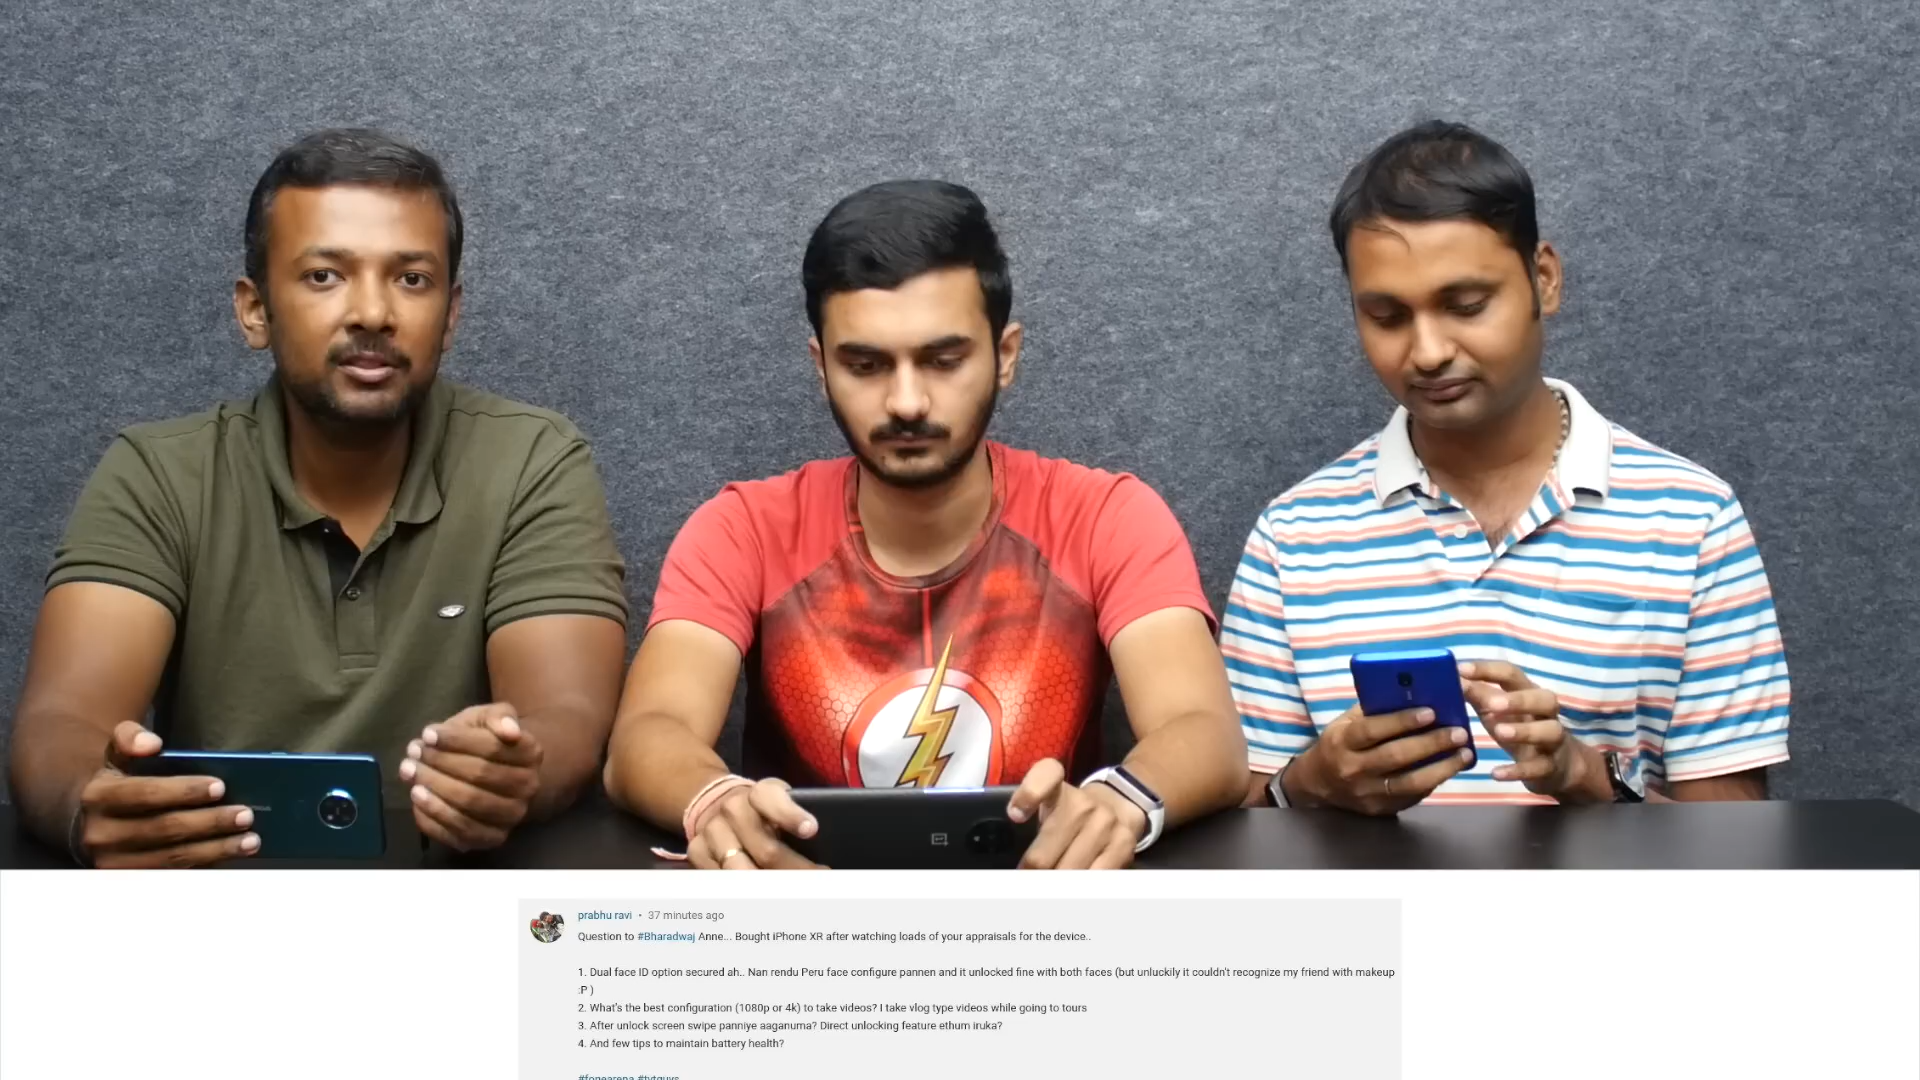 prabhu ravi • 37 minutes ago
Question to #Bharadwaj Anne... Bought iPhone XR after watching loads of your appraisals for the device..
1. Dual face ID option secured ah.. Nan rendu Peru face configure pannen and it unlocked fine with both faces (but unluckily it couldn't recognize my friend with makeup
:P )
2. What's the best configuration (1080p or 4k) to take videos? I take vlog type videos while going to tours
3. After unlock screen swipe panniye aaganuma? Direct unlocking feature ethum iruka?
4. And few tips to maintain battery health?
#fonearena #tytguys